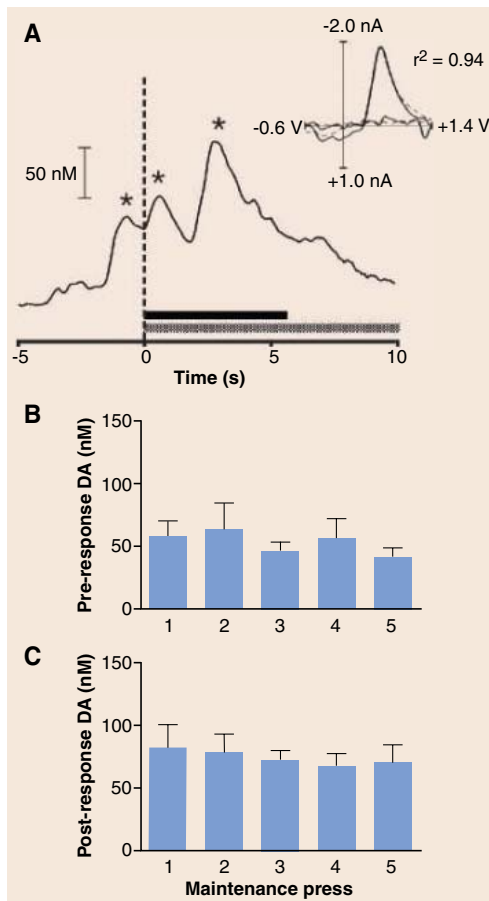 A
-2.0 nA
r2 = 0.94
-0.6 V
+1.4 V
+1.0 nA
50 nM
*
*
*
-5
0
5
10
Time (s)
B
Pre-response DA (nM)
150
100
50
0
1 2 3 4 5
C
Post-response DA (nM)
150
100
50
0
1 2 3 4 5
Maintenance press